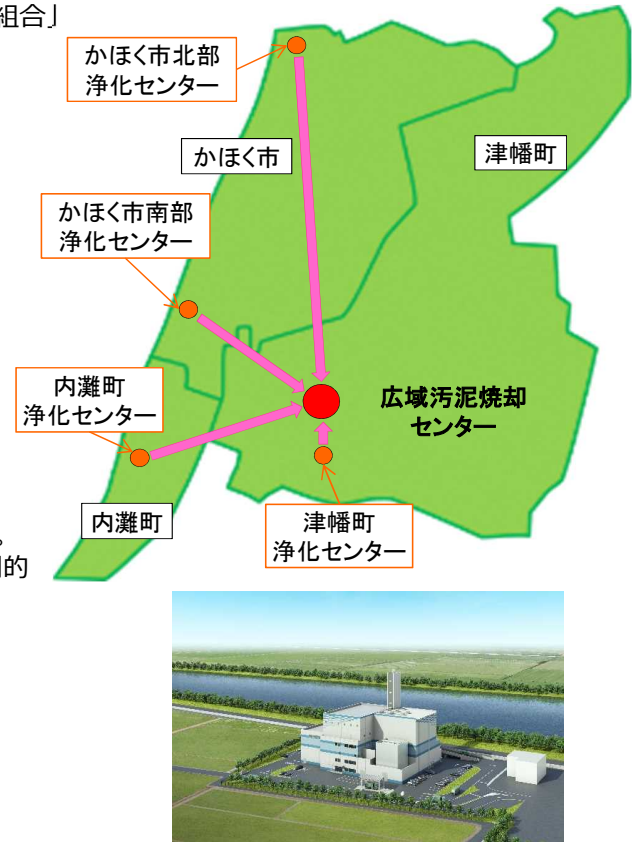 組合」
かほく市北部
浄化センター
かほく市
津幡町
かほく市南部
浄化センター
内灘町
浄化センター
広域汚泥焼却
センター
内灘町
津幡町
浄化センター
。
的